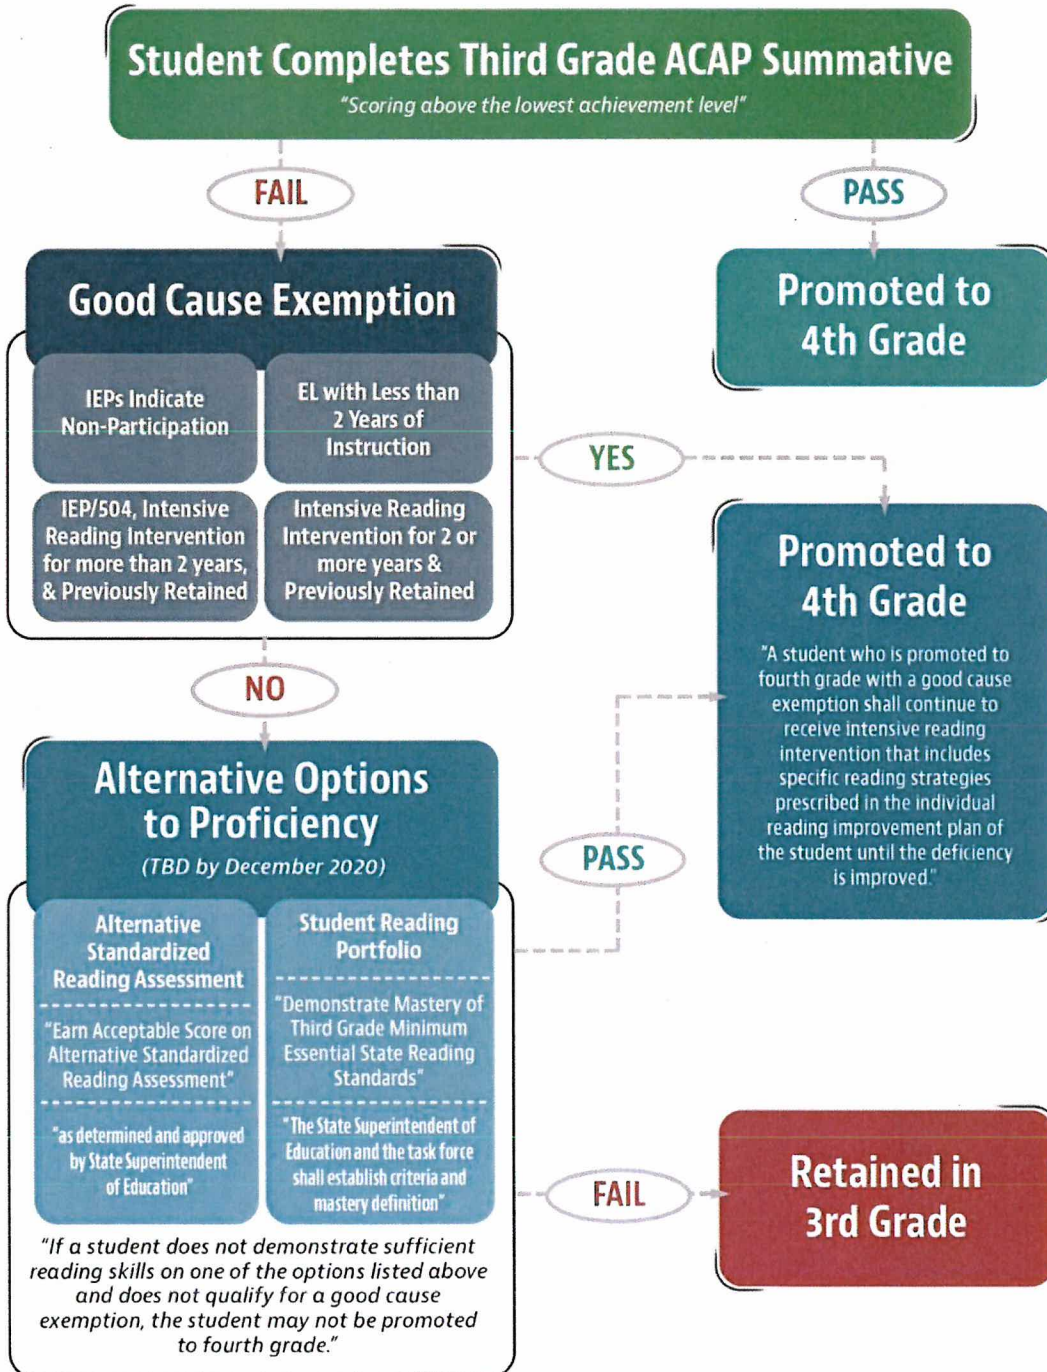 Student Completes Third Grade ACAP Summative
"Scoring above the lowest achievement level"
FAIL
PASS
Good Cause Exemption
IEPs Indicate
Non-Participation
EL with Less than
2 Years of
Instruction
IEP/504, Intensive
Reading Intervention
for more than 2 years,
& Previously Retained
Intensive Reading
Intervention for 2 or
more years &
Previously Retained
Promoted to
4th Grade
YES
Promoted to
4th Grade
"A student who is promoted to
fourth grade with a good cause
exemption shall continue to
receive intensive reading
intervention that includes
specific reading strategies
prescribed in the individual
reading improvement plan of
the student until the deficiency
is improved."
NO
Alternative Options
to Proficiency
(TBD by December 2020)
Alternative
Standardized
Reading Assessment
"Earn Acceptable Score on
Alternative Standardized
Reading Assessment"
"as determined and approved
by State Superintendent
of Education"
Student Reading
Portfolio
"Demonstrate Mastery of
Third Grade Minimum
Essential State Reading
Standards"
"The State Superintendent of
Education and the task force
shall establish criteria and
mastery definition"
"If a student does not demonstrate sufficient
reading skills on one of the options listed above
and does not qualify for a good cause
exemption, the student may not be promoted
to fourth grade."
PASS
FAIL
Retained in
3rd Grade